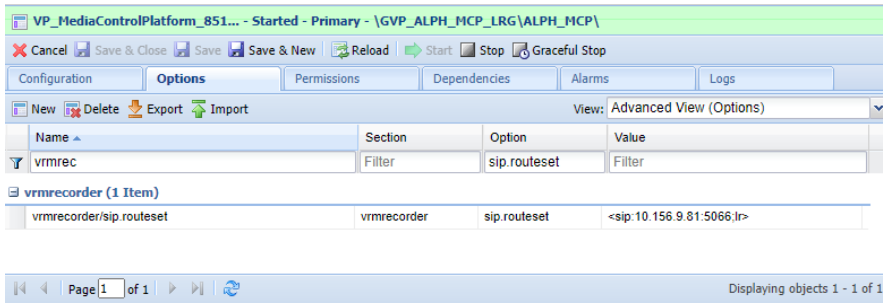 VP_MediaControlPlatform_851... - Started - Primary - \GVP_ALPH_MCP_LRG\ALPH_MCP\
Cancel Save & Close Save Save & New Reload Start Stop Graceful Stop
Configuration Options Permissions Dependencies Alarms Logs
New Delete Export Import View: Advanced View (Options)
Name Section Option Value
vrmrec Filter sip.routeset Filter
vrmrecorder (1 Item)
vrmrecorder/sip.routeset vrmrecorder sip.routeset <sip:10.156.9.81:5066;lr>
Page 1 of 1 Displaying objects 1 - 1 of 1